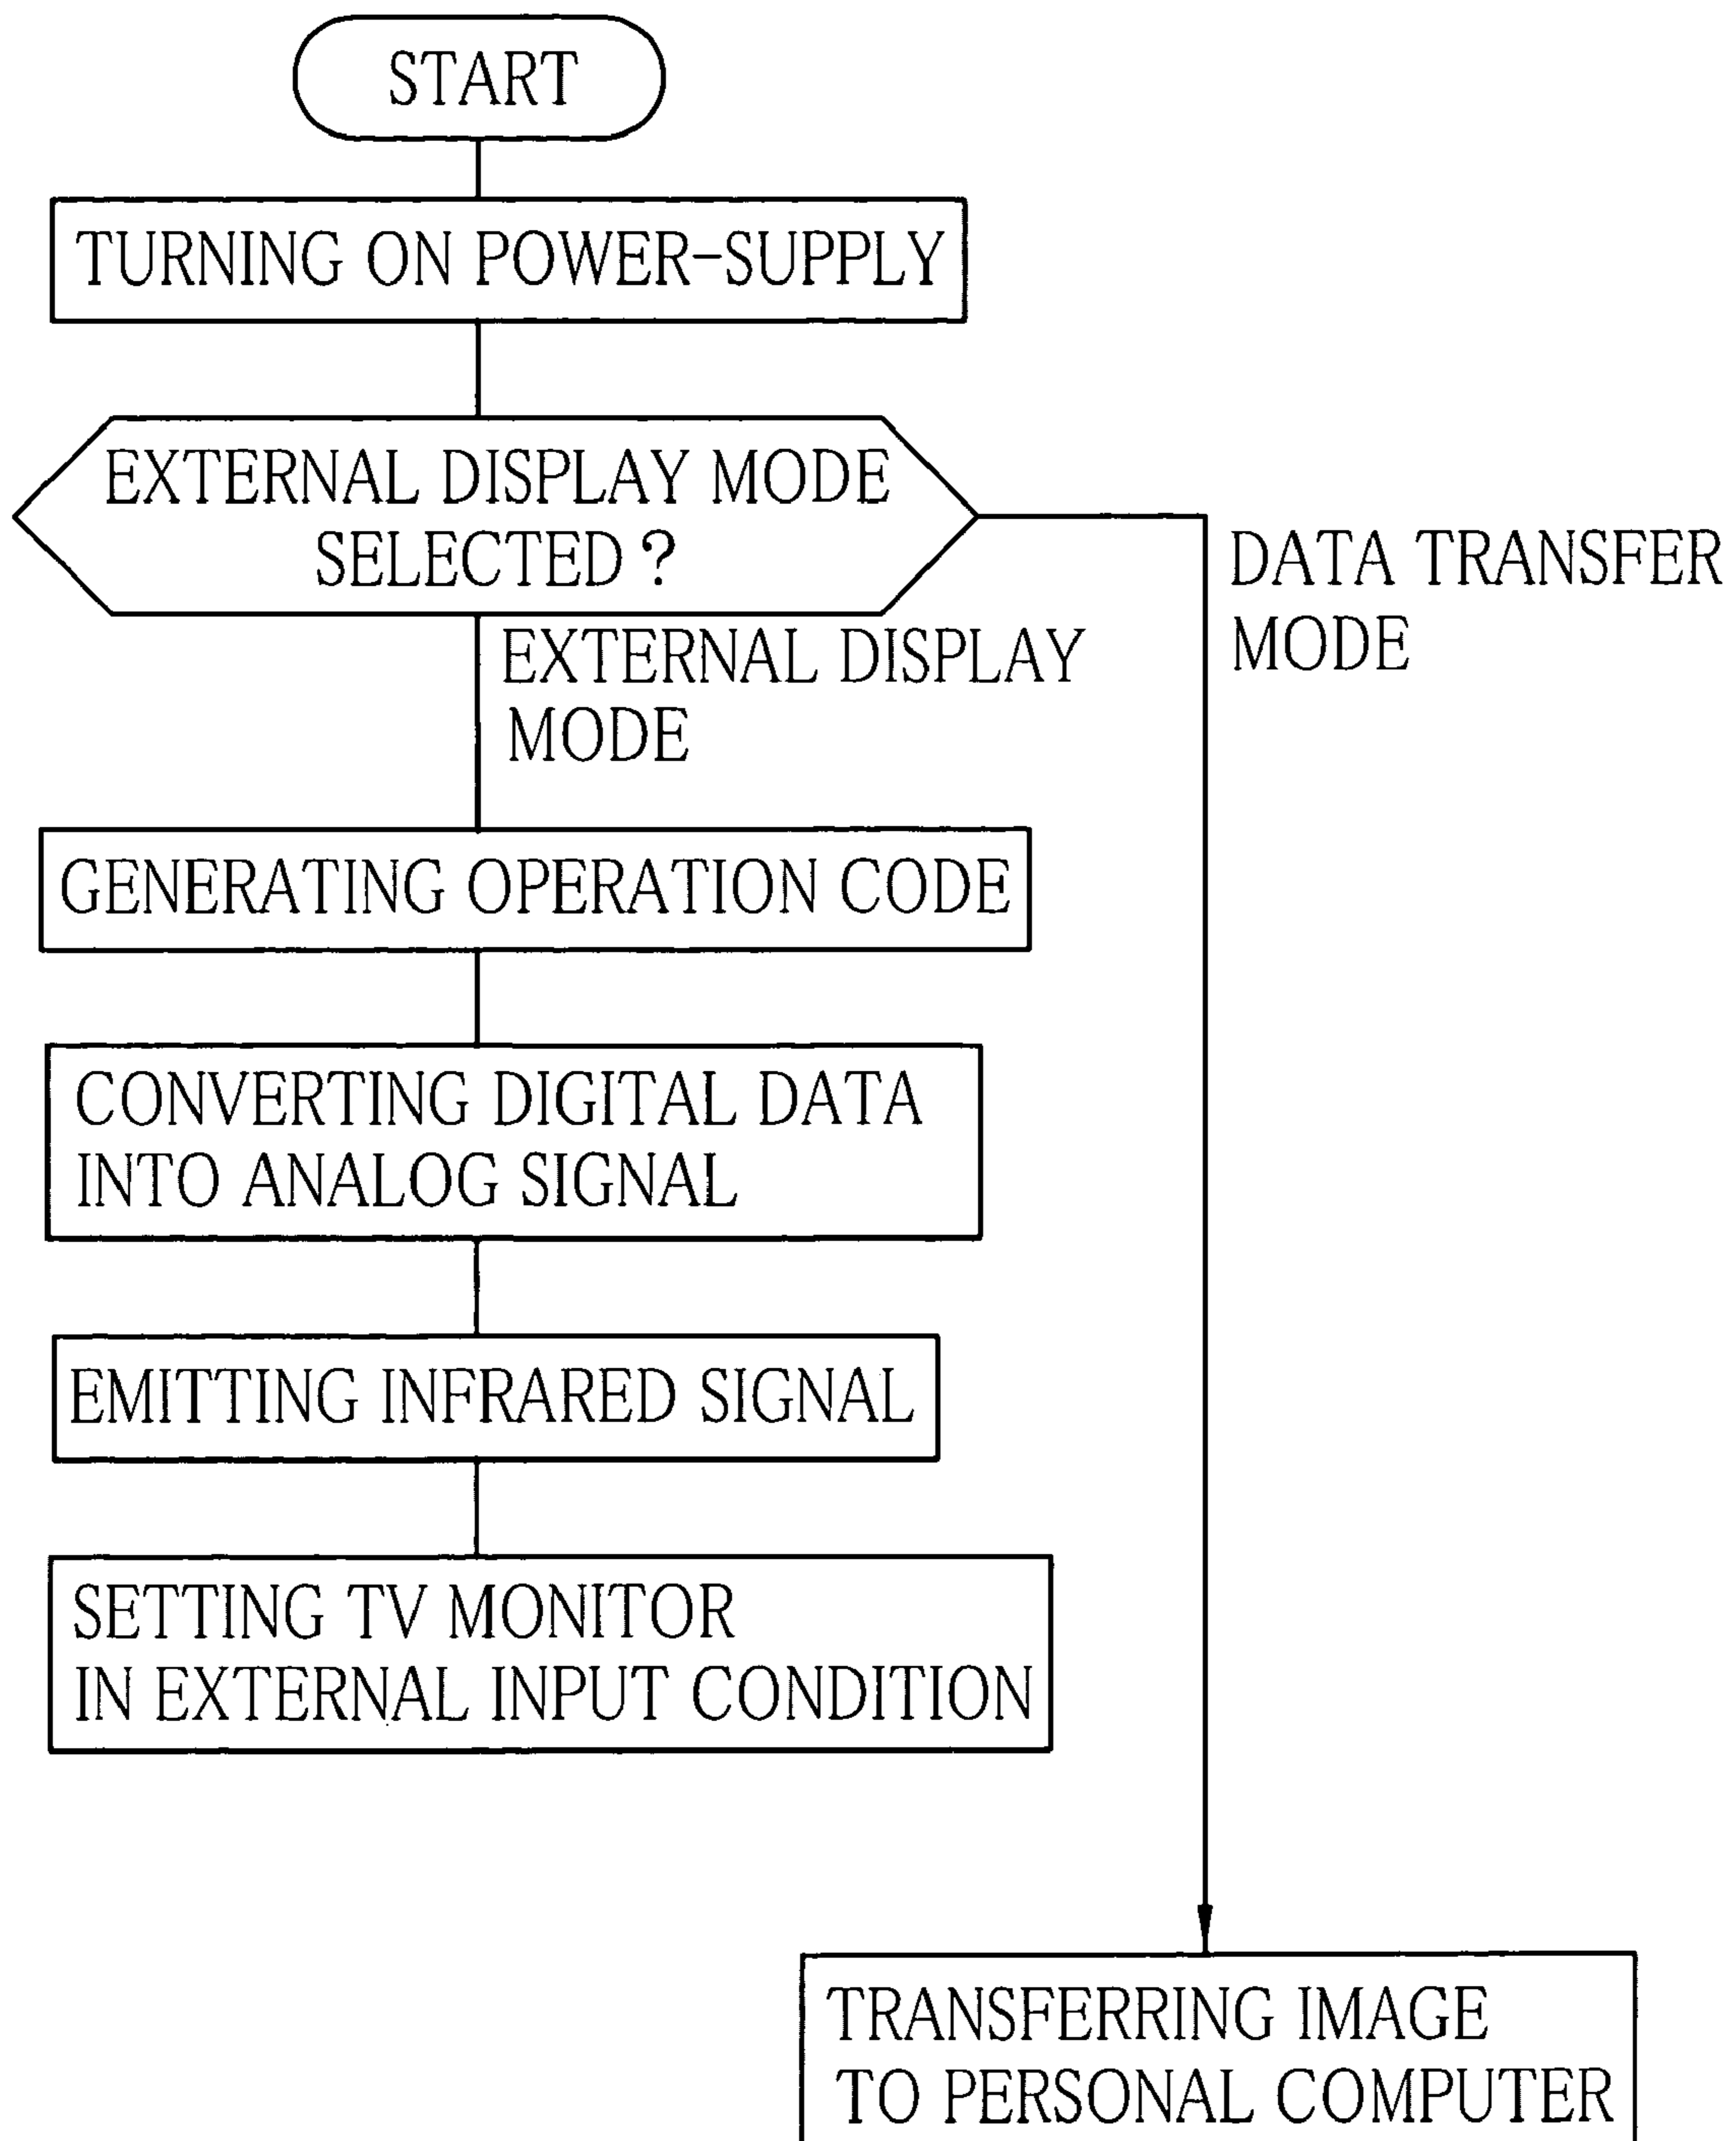 START
TURNING ON POWER-SUPPLY
EXTERNAL DISPLAY MODE
SELECTED ?
DATA TRANSFER
MODE
EXTERNAL DISPLAY
MODE
GENERATING OPERATION CODE
CONVERTING DIGITAL DATA
INTO ANALOG SIGNAL
EMITTING INFRARED SIGNAL
SETTING TV MONITOR
IN EXTERNAL INPUT CONDITION
TRANSFERRING IMAGE
TO PERSONAL COMPUTER